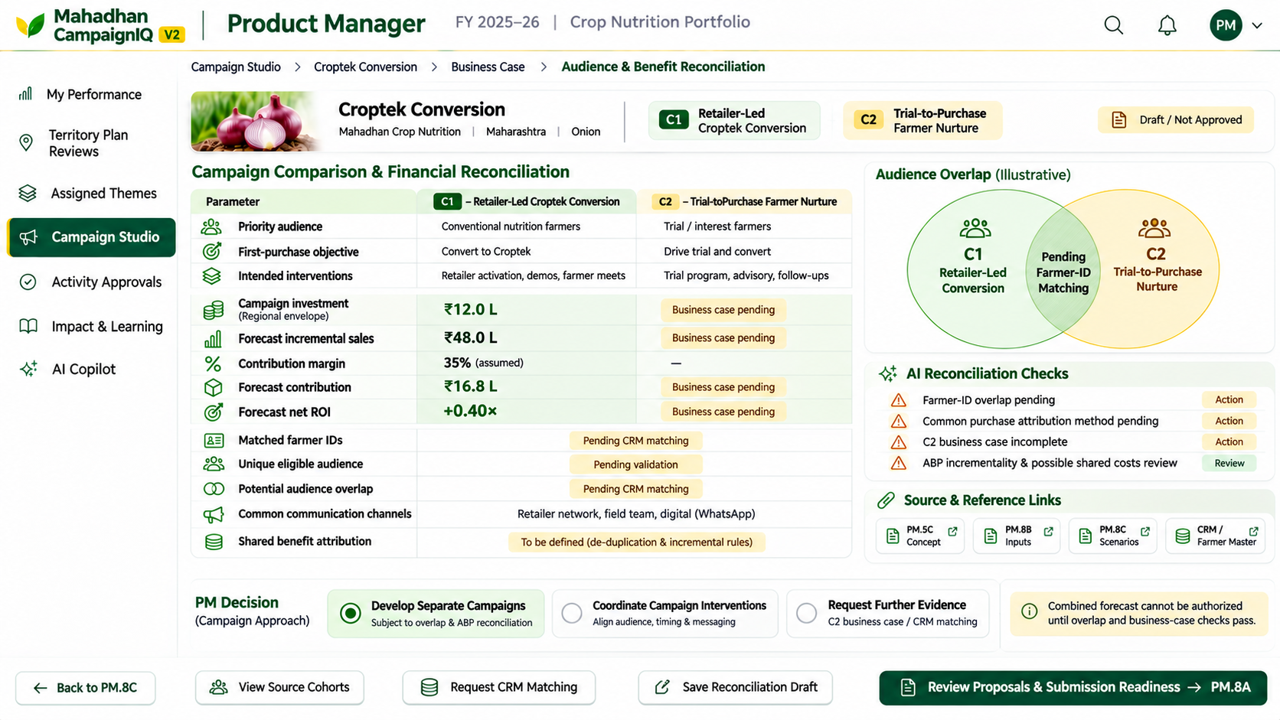 Mahadhan
CampaignIQ V2
Product Manager
FY 2025–26 | Crop Nutrition Portfolio
PM
My Performance
Territory Plan
Reviews
Assigned Themes
Campaign Studio
Activity Approvals
Impact & Learning
AI Copilot
Campaign Studio > Croptek Conversion > Business Case > Audience & Benefit Reconciliation
Croptek Conversion
Mahadhan Crop Nutrition | Maharashtra | Onion
C1
Retailer-Led
Croptek Conversion
C2
Trial-to-Purchase
Farmer Nurture
Draft / Not Approved
Campaign Comparison & Financial Reconciliation
Parameter C1 – Retailer-Led Croptek Conversion C2 – Trial-toPurchase Farmer Nurture
Priority audience Conventional nutrition farmers Trial / interest farmers
First-purchase objective Convert to Croptek Drive trial and convert
Intended interventions Retailer activation, demos, farmer meets Trial program, advisory, follow-ups
Campaign investment
(Regional envelope)
₹12.0 L Business case pending
Forecast incremental sales ₹48.0 L Business case pending
Contribution margin 35% (assumed) —
Forecast contribution ₹16.8 L Business case pending
Forecast net ROI +0.40× Business case pending
Matched farmer IDs Pending CRM matching
Unique eligible audience Pending validation
Potential audience overlap Pending CRM matching
Common communication channels Retailer network, field team, digital (WhatsApp)
Shared benefit attribution To be defined (de-duplication & incremental rules)
Audience Overlap (Illustrative)
C1
Retailer-Led
Conversion
Pending
Farmer-ID
Matching
C2
Trial-to-Purchase
Nurture
AI Reconciliation Checks
Farmer-ID overlap pending Action
Common purchase attribution method pending Action
C2 business case incomplete Action
ABP incrementality & possible shared costs review Review
Source & Reference Links
PM.5C
Concept
PM.8B
Inputs
PM.8C
Scenarios
CRM /
Farmer Master
PM Decision
(Campaign Approach)
Develop Separate Campaigns
Subject to overlap & ABP reconciliation
Coordinate Campaign Interventions
Align audience, timing & messaging
Request Further Evidence
C2 business case / CRM matching
Combined forecast cannot be authorized
until overlap and business-case checks pass.
← Back to PM.8C
View Source Cohorts
Request CRM Matching
Save Reconciliation Draft
Review Proposals & Submission Readiness → PM.8A